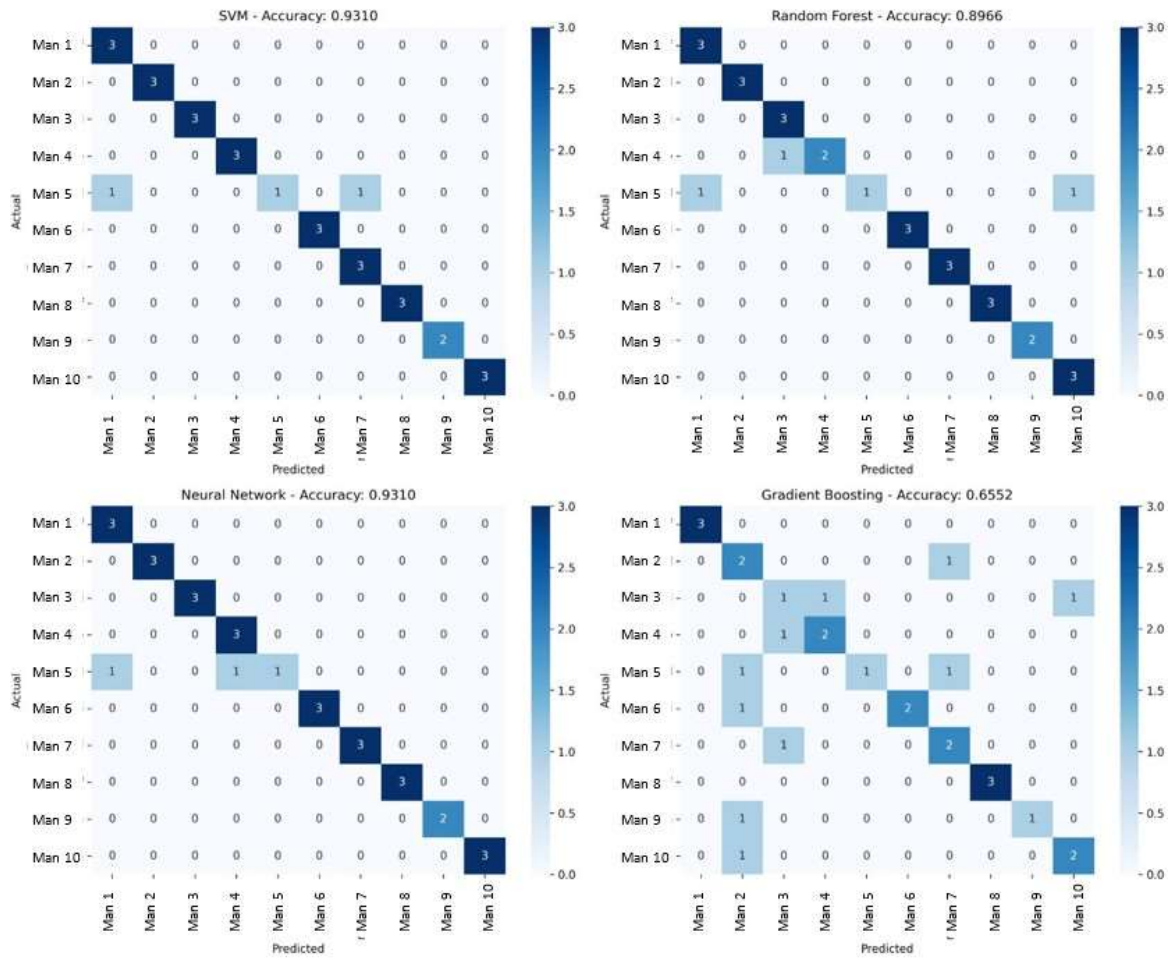 SVM - Accuracy: 0.9310
Man 1 3 0 0 0 0 0 0 0 0 0
Man 2 0 3 0 0 0 0 0 0 0 0
Man 3 0 0 3 0 0 0 0 0 0 0
Man 4 0 0 0 3 0 0 0 0 0 0
Man 5 1 0 0 0 1 0 1 0 0 0
Man 6 0 0 0 0 0 3 0 0 0 0
Man 7 0 0 0 0 0 0 3 0 0 0
Man 8 0 0 0 0 0 0 0 3 0 0
Man 9 0 0 0 0 0 0 0 0 2 0
Man 10 0 0 0 0 0 0 0 0 0 3
Actual
Man 1 Man 2 Man 3 Man 4 Man 5 Man 6 Man 7 Man 8 Man 9 Man 10
Predicted
3.0
2.5
2.0
1.5
1.0
0.5
0.0
Random Forest - Accuracy: 0.8966
Man 1 3 0 0 0 0 0 0 0 0 0
Man 2 0 3 0 0 0 0 0 0 0 0
Man 3 0 0 3 0 0 0 0 0 0 0
Man 4 0 0 1 2 0 0 0 0 0 0
Man 5 1 0 0 0 1 0 0 0 0 1
Man 6 0 0 0 0 0 3 0 0 0 0
Man 7 0 0 0 0 0 0 3 0 0 0
Man 8 0 0 0 0 0 0 0 3 0 0
Man 9 0 0 0 0 0 0 0 0 2 0
Man 10 0 0 0 0 0 0 0 0 0 3
Actual
Man 1 Man 2 Man 3 Man 4 Man 5 Man 6 Man 7 Man 8 Man 9 Man 10
Predicted
3.0
2.5
2.0
1.5
1.0
0.5
0.0
Neural Network - Accuracy: 0.9310
Man 1 3 0 0 0 0 0 0 0 0 0
Man 2 0 3 0 0 0 0 0 0 0 0
Man 3 0 0 3 0 0 0 0 0 0 0
Man 4 0 0 0 3 0 0 0 0 0 0
Man 5 1 0 0 1 1 0 0 0 0 0
Man 6 0 0 0 0 0 3 0 0 0 0
Man 7 0 0 0 0 0 0 3 0 0 0
Man 8 0 0 0 0 0 0 0 3 0 0
Man 9 0 0 0 0 0 0 0 0 2 0
Man 10 0 0 0 0 0 0 0 0 0 3
Actual
Man 1 Man 2 Man 3 Man 4 Man 5 Man 6 Man 7 Man 8 Man 9 Man 10
Predicted
3.0
2.5
2.0
1.5
1.0
0.5
0.0
Gradient Boosting - Accuracy: 0.6552
Man 1 3 0 0 0 0 0 0 0 0 0
Man 2 0 2 0 0 0 0 1 0 0 0
Man 3 0 0 1 1 0 0 0 0 0 1
Man 4 0 0 1 2 0 0 0 0 0 0
Man 5 0 1 0 0 1 0 1 0 0 0
Man 6 0 1 0 0 0 2 0 0 0 0
Man 7 0 0 1 0 0 0 2 0 0 0
Man 8 0 0 0 0 0 0 0 3 0 0
Man 9 0 1 0 0 0 0 0 0 1 0
Man 10 0 1 0 0 0 0 0 0 0 2
Actual
Man 1 Man 2 Man 3 Man 4 Man 5 Man 6 Man 7 Man 8 Man 9 Man 10
Predicted
3.0
2.5
2.0
1.5
1.0
0.5
0.0